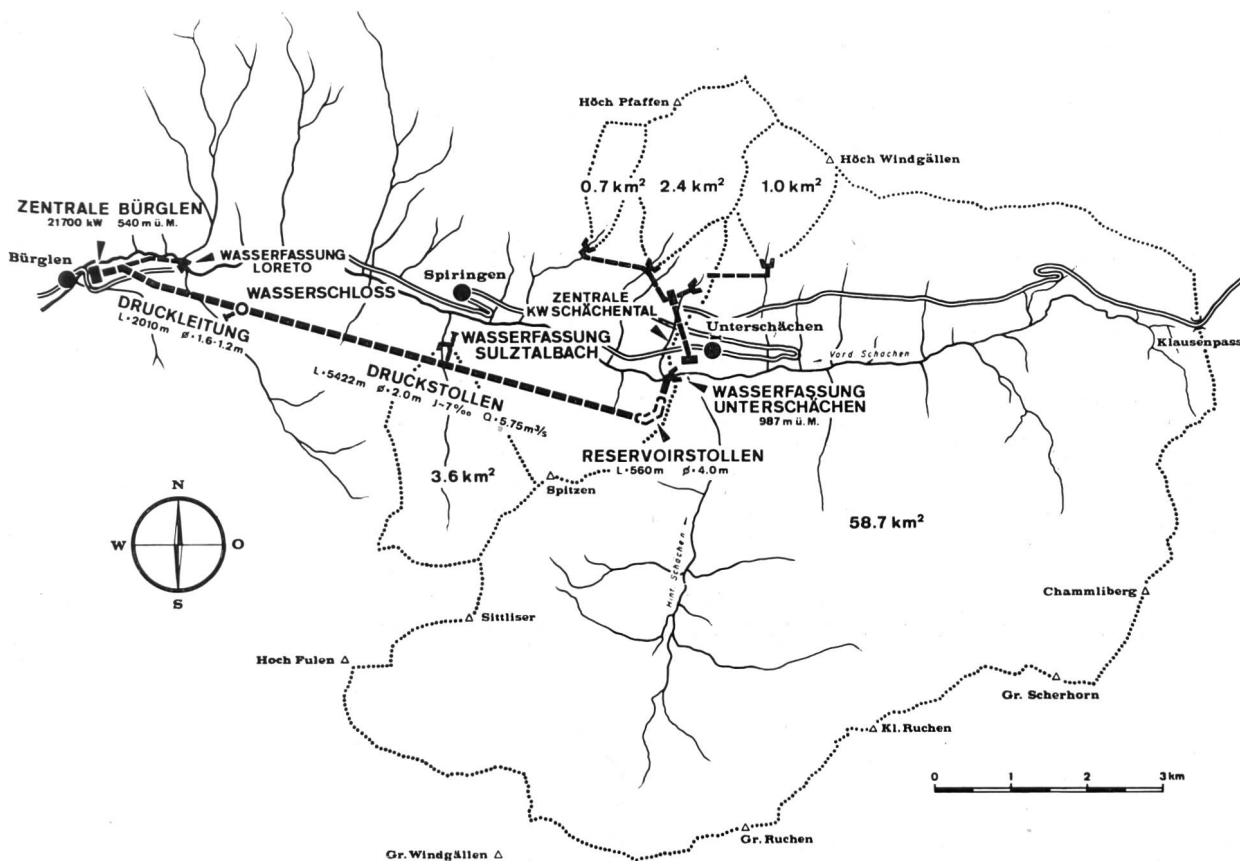 Höch Pfaffen
Höch Windgällen
0.7 km² 2.4 km² 1.0 km²
ZENTRALE BÜRGLEN
21700 kW 540 m ü. M.
Bürglen
WASSERFASSUNG
LORETO
Spiringen
WASSERSCHLOSS
ZENTRALE
KW SCHÄCHENTAL
Unterschächen
Klausenpass
DRUCKLEITUNG
L·2010 m ø·1.6-1.2 m
WASSERFASSUNG
SULZTALBACH
Vord Schächen
DRUCKSTOLLEN
L·5422 m ø·2.0 m J~7‰ Q·5.75 m³/s
WASSERFASSUNG
UNTERSCHÄCHEN
987 m ü. M.
RESERVOIRSTOLLEN
L·560 m ø·4.0 m
3.6 km²
Spitzen
58.7 km²
N
W O
S
Hint Schächen
Chammliberg
Sittliser
Hoch Fulen
Gr. Scherhorn
Kl. Ruchen
0 1 2 3 km
Gr. Ruchen
Gr. Windgällen